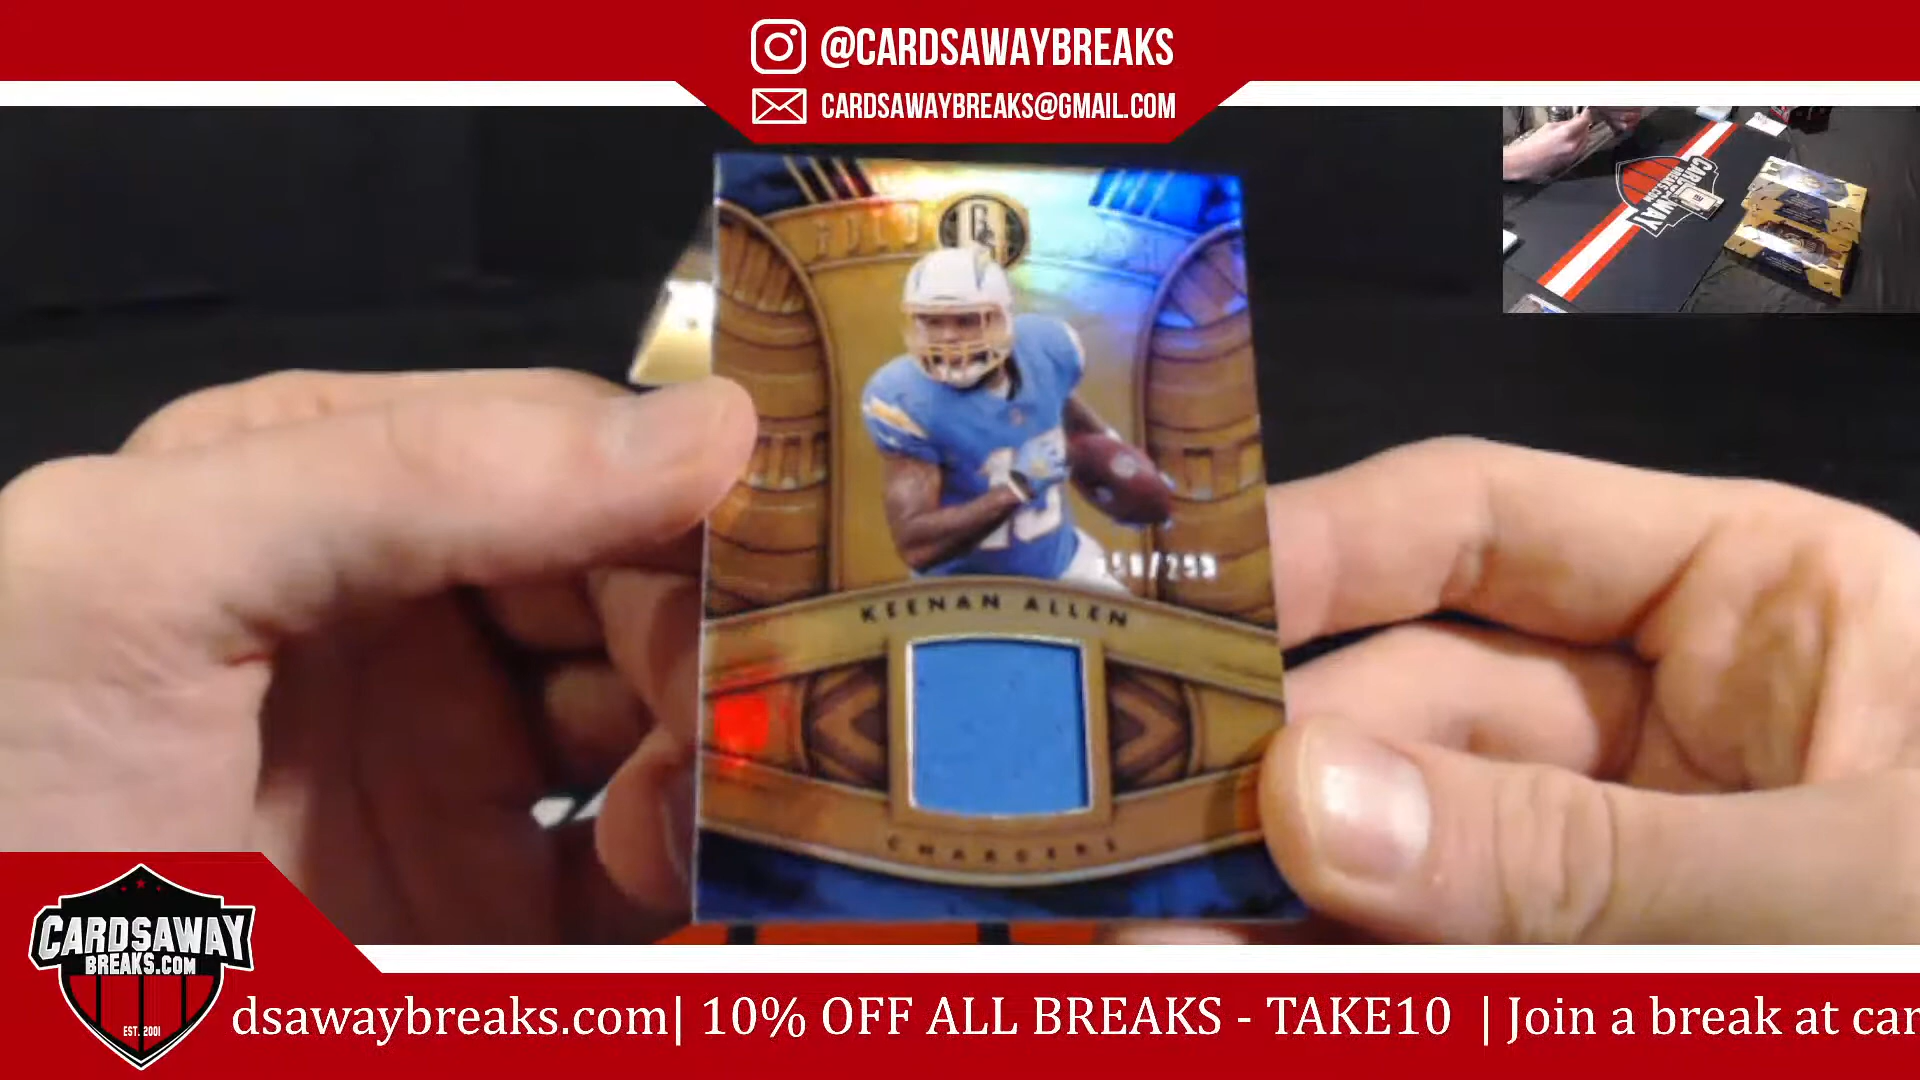 @CARDSAWAYBREAKS
CARDSAWAYBREAKS@GMAIL.COM
GOLD
KEENAN ALLEN
CHARGERS
CARDSAWAY
BREAKS.COM
EST. 2001
dsawaybreaks.com| 10% OFF ALL BREAKS - TAKE10 | Join a break at car